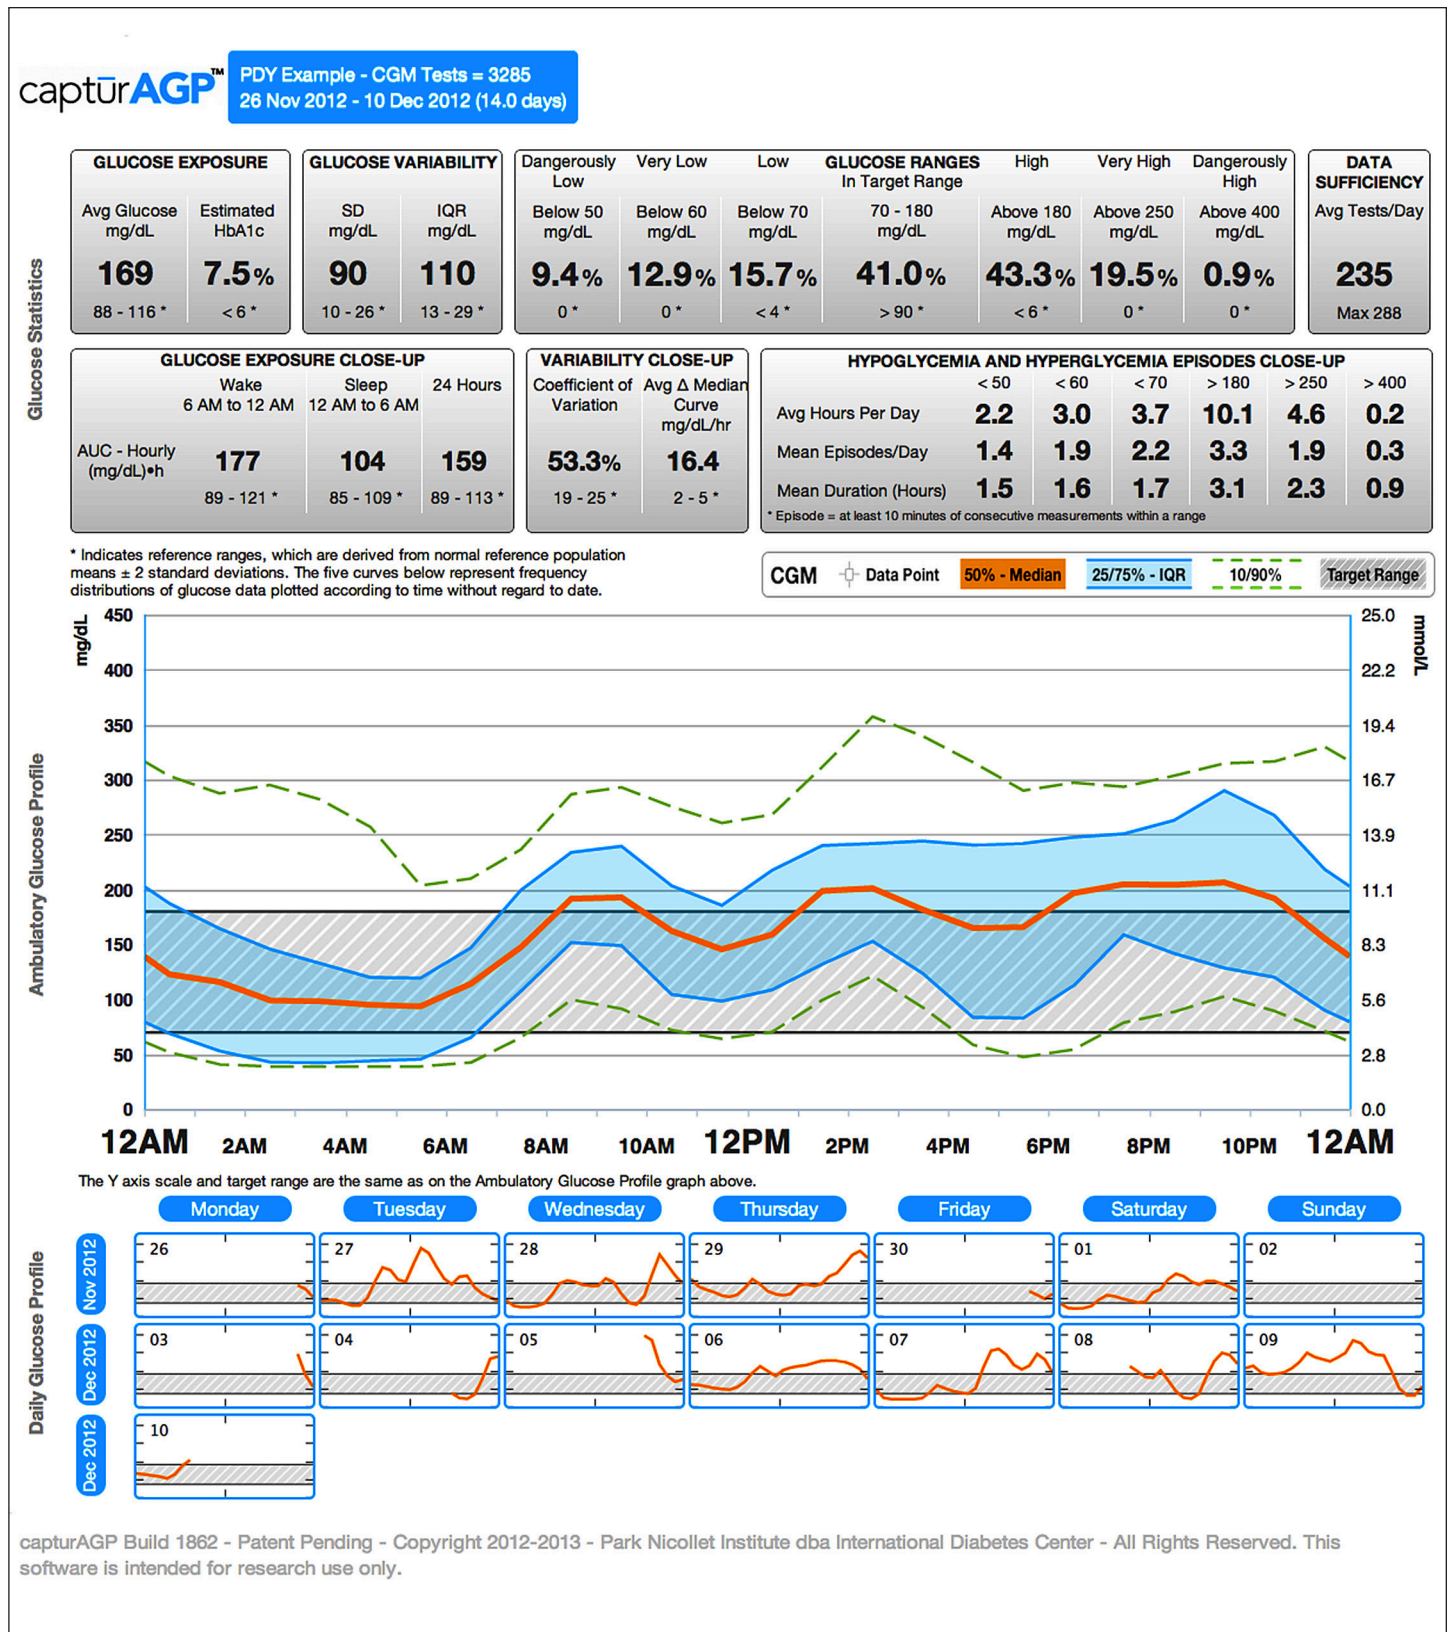 captūrAGP™
PDY Example - CGM Tests = 3285
26 Nov 2012 - 10 Dec 2012 (14.0 days)
Glucose Statistics
GLUCOSE EXPOSURE
Avg Glucose mg/dL
Estimated HbA1c
169 7.5%
88 - 116 * < 6 *
GLUCOSE VARIABILITY
SD mg/dL
IQR mg/dL
90 110
10 - 26 * 13 - 29 *
Dangerously Low
Very Low
Low
GLUCOSE RANGES
In Target Range
High
Very High
Dangerously High
Below 50 mg/dL
Below 60 mg/dL
Below 70 mg/dL
70 - 180 mg/dL
Above 180 mg/dL
Above 250 mg/dL
Above 400 mg/dL
9.4% 12.9% 15.7% 41.0% 43.3% 19.5% 0.9%
0 * 0 * < 4 * > 90 * < 6 * 0 * 0 *
DATA SUFFICIENCY
Avg Tests/Day
235
Max 288
GLUCOSE EXPOSURE CLOSE-UP
Wake
6 AM to 12 AM
Sleep
12 AM to 6 AM
24 Hours
AUC - Hourly
(mg/dL)•h
177 104 159
89 - 121 * 85 - 109 * 89 - 113 *
VARIABILITY CLOSE-UP
Coefficient of Variation
Avg Δ Median Curve mg/dL/hr
53.3% 16.4
19 - 25 * 2 - 5 *
HYPOGLYCEMIA AND HYPERGLYCEMIA EPISODES CLOSE-UP
< 50 < 60 < 70 > 180 > 250 > 400
Avg Hours Per Day 2.2 3.0 3.7 10.1 4.6 0.2
Mean Episodes/Day 1.4 1.9 2.2 3.3 1.9 0.3
Mean Duration (Hours) 1.5 1.6 1.7 3.1 2.3 0.9
* Episode = at least 10 minutes of consecutive measurements within a range
* Indicates reference ranges, which are derived from normal reference population
means ± 2 standard deviations. The five curves below represent frequency
distributions of glucose data plotted according to time without regard to date.
CGM Data Point 50% - Median 25/75% - IQR 10/90% Target Range
Ambulatory Glucose Profile
mg/dL
450
400
350
300
250
200
150
100
50
0
mmol/L
25.0
22.2
19.4
16.7
13.9
11.1
8.3
5.6
2.8
0.0
12AM 2AM 4AM 6AM 8AM 10AM 12PM 2PM 4PM 6PM 8PM 10PM 12AM
The Y axis scale and target range are the same as on the Ambulatory Glucose Profile graph above.
Daily Glucose Profile
Monday Tuesday Wednesday Thursday Friday Saturday Sunday
Nov 2012
26 27 28 29 30 01 02
Dec 2012
03 04 05 06 07 08 09
Dec 2012
10
capturAGP Build 1862 - Patent Pending - Copyright 2012-2013 - Park Nicollet Institute dba International Diabetes Center - All Rights Reserved. This
software is intended for research use only.